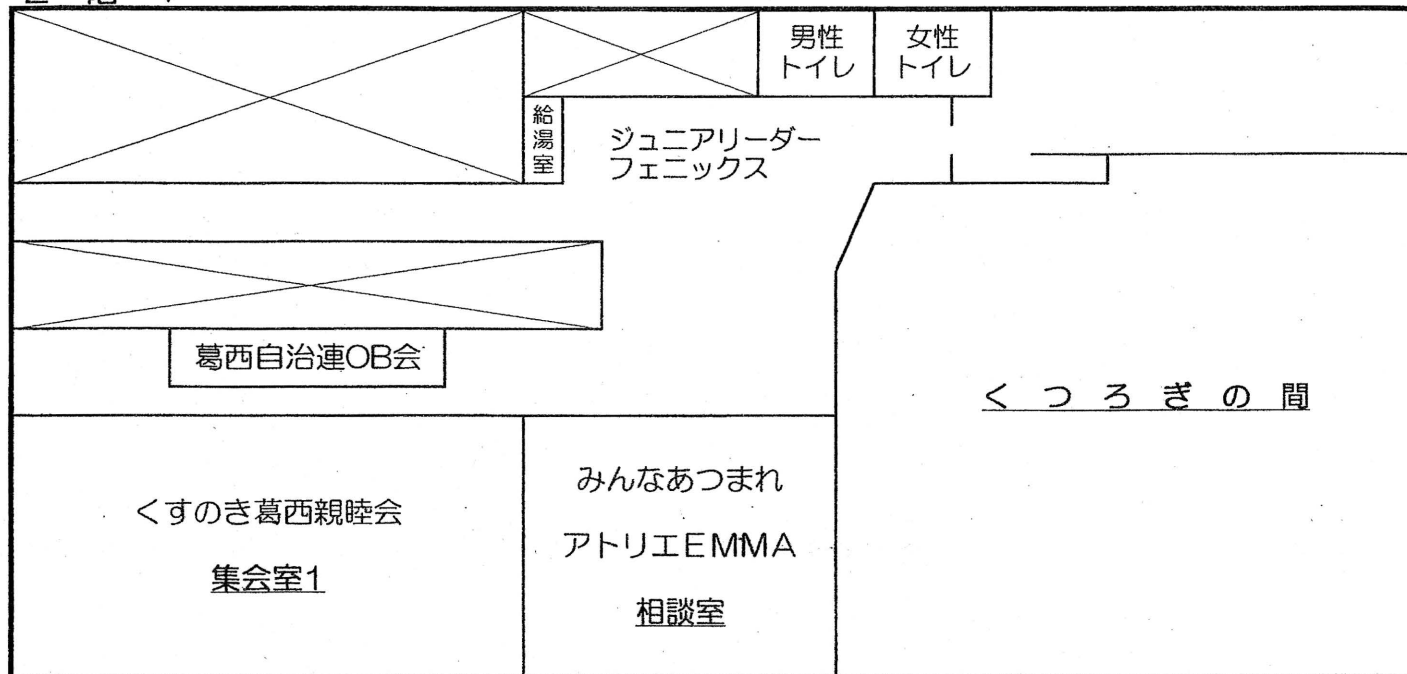 男性
トイレ
女性
トイレ
給湯室
ジュニアリーダー
フェニックス
葛西自治連OB会
くつろぎの間
くすのき葛西親睦会
集会室1
みんなあつまれ
アトリエEMMA
相談室